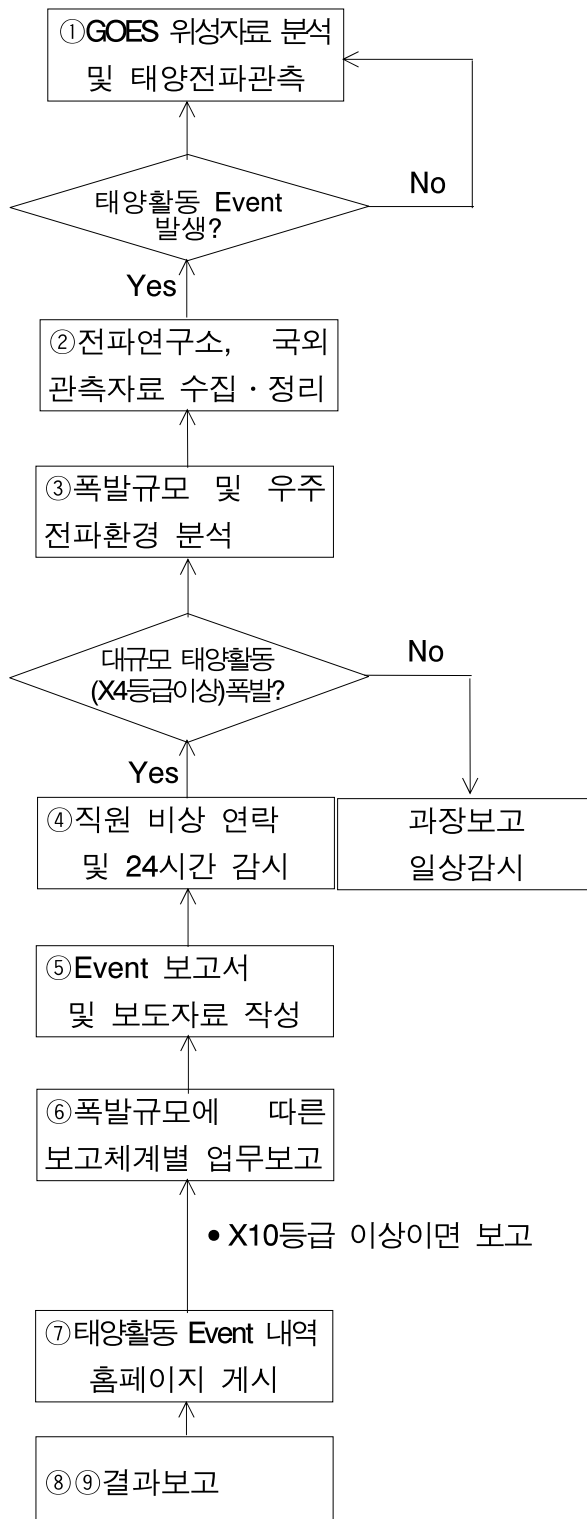 ①GOES 위성자료 분석
및 태양전파관측
태양활동 Event
발생?
No
Yes
②전파연구소, 국외
관측자료 수집·정리
③폭발규모 및 우주
전파환경 분석
대규모 태양활동
(X4등급이상)폭발?
No
Yes
④직원 비상 연락
및 24시간 감시
과장보고
일상감시
⑤Event 보고서
및 보도자료 작성
⑥폭발규모에 따른
보고체계별 업무보고
• X10등급 이상이면 보고
⑦태양활동 Event 내역
홈페이지 게시
⑧⑨결과보고